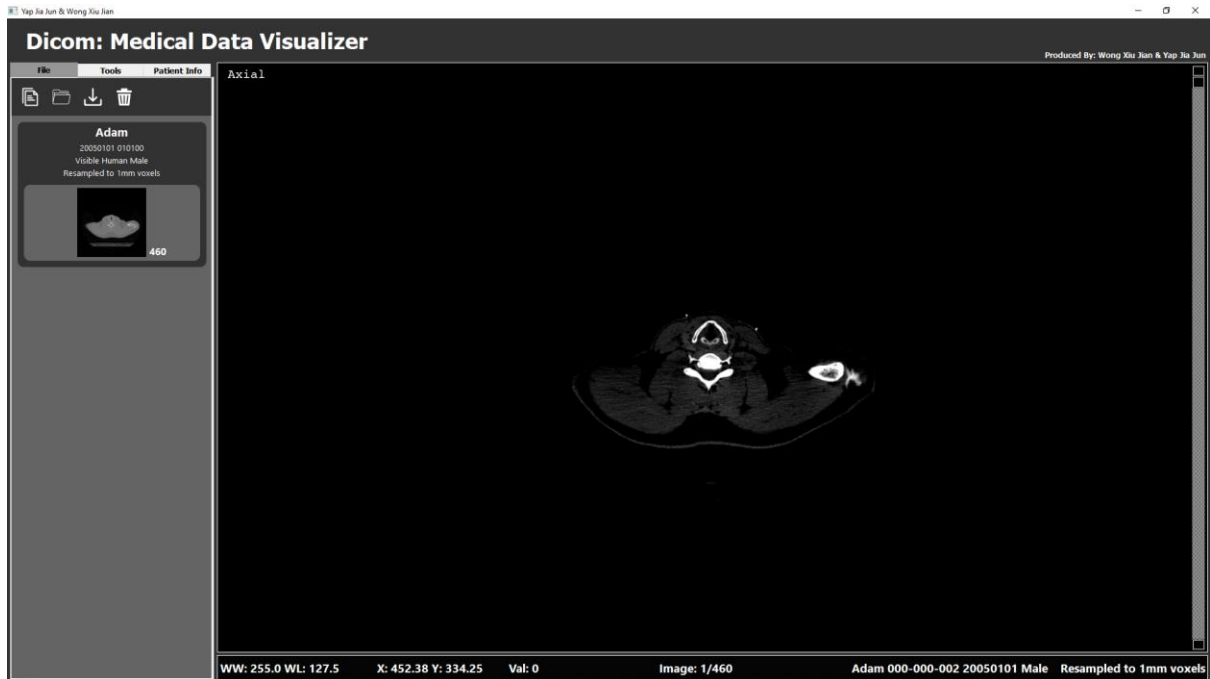 Yap Jia Jun & Wong Xiu Jian
Dicom: Medical Data Visualizer
Produced By: Wong Xiu Jian & Yap Jia Jun
File Tools Patient Info
Axial
Adam
20050101 010100
Visible Human Male
Resampled to 1mm voxels
460
WW: 255.0 WL: 127.5 X: 452.38 Y: 334.25 Val: 0 Image: 1/460 Adam 000-000-002 20050101 Male Resampled to 1mm voxels